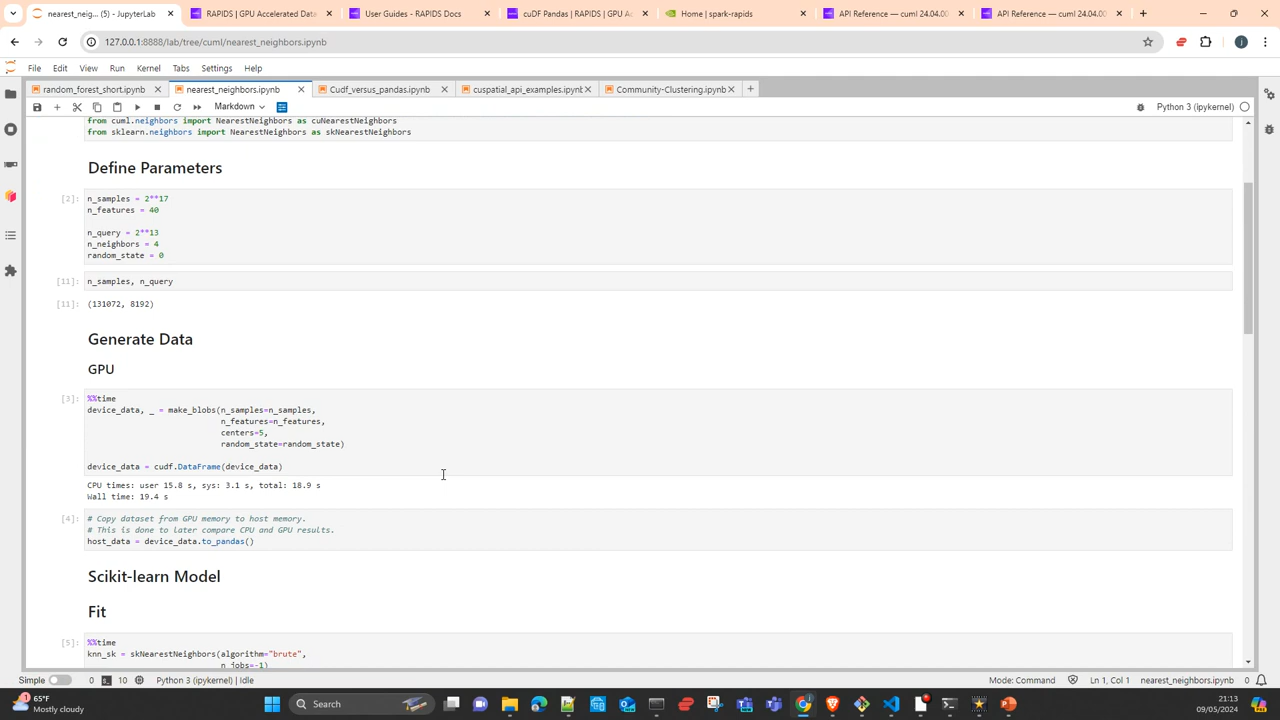 nearest_neig... (5) - JupyterLab
RAPIDS | GPU Accelerated Data
User Guides - RAPIDS Docs
cuDF Pandas | RAPIDS | GPU Ac
Home | spark-rapids
API Reference — cuml 24.04.00
API Reference — cuml 24.04.00
127.0.0.1:8888/lab/tree/cuml/nearest_neighbors.ipynb
File Edit View Run Kernel Tabs Settings Help
random_forest_short.ipynb
nearest_neighbors.ipynb
Cudf_versus_pandas.ipynb
cuspatial_api_examples.ipynb
Community-Clustering.ipynb
Markdown
Python 3 (ipykernel)
from cuml.neighbors import NearestNeighbors as cuNearestNeighbors
from sklearn.neighbors import NearestNeighbors as skNearestNeighbors
Define Parameters
[2]: n_samples = 2**17
n_features = 40
n_query = 2**13
n_neighbors = 4
random_state = 0
[11]: n_samples, n_query
[11]: (131072, 8192)
Generate Data
GPU
[3]: %%time
device_data, _ = make_blobs(n_samples=n_samples,
n_features=n_features,
centers=5,
random_state=random_state)
device_data = cudf.DataFrame(device_data)
CPU times: user 15.8 s, sys: 3.1 s, total: 18.9 s
Wall time: 19.4 s
[4]: # Copy dataset from GPU memory to host memory.
# This is done to later compare CPU and GPU results.
host_data = device_data.to_pandas()
Scikit-learn Model
Fit
[5]: %%time
knn_sk = skNearestNeighbors(algorithm="brute",
n_jobs=-1)
Simple 0 10 Python 3 (ipykernel) | Idle
Mode: Command Ln 1, Col 1 nearest_neighbors.ipynb 0
65°F
Mostly cloudy
Search
21:13
09/05/2024